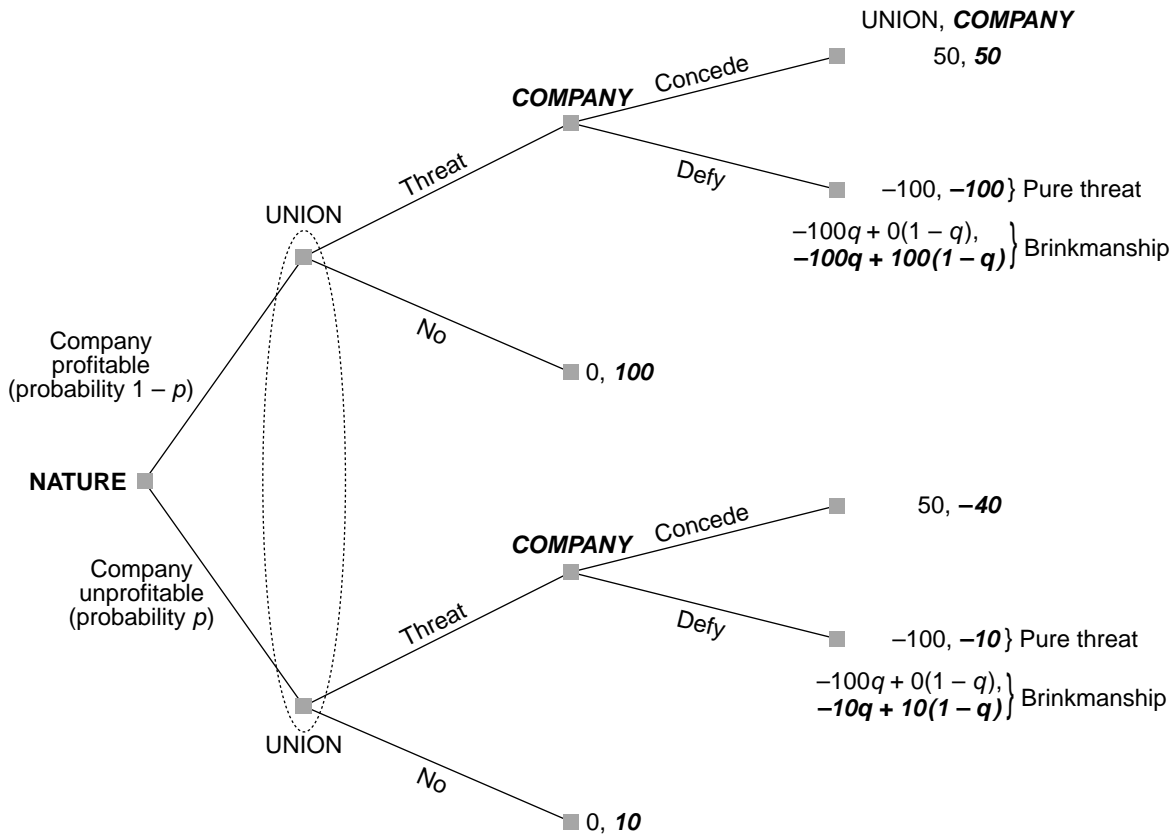 UNION, COMPANY
50, 50
Concede
COMPANY
Defy
Threat
–100, –100 } Pure threat
UNION
–100q + 0(1 – q),
–100q + 100(1 – q) } Brinkmanship
No
Company
profitable
(probability 1 – p)
0, 100
NATURE
50, –40
Concede
COMPANY
Company
unprofitable
(probability p)
Threat
Defy
–100, –10 } Pure threat
–100q + 0(1 – q),
–10q + 10(1 – q) } Brinkmanship
UNION
No
0, 10